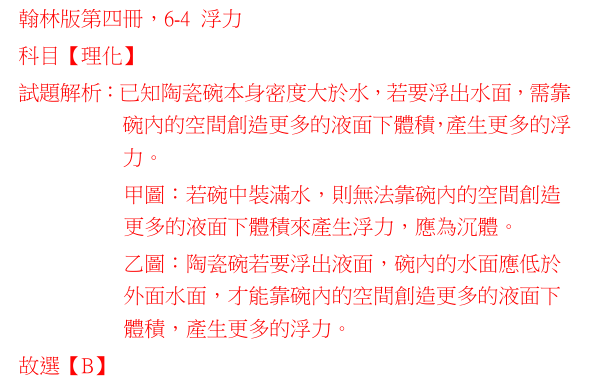 翰林版第四冊，6-4 浮力
科目【理化】
試題解析：已知陶瓷碗本身密度大於水，若要浮出水面，需靠
碗內的空間創造更多的液面下體積，產生更多的浮
力。
甲圖：若碗中裝滿水，則無法靠碗內的空間創造
更多的液面下體積來產生浮力，應為沉體。
乙圖：陶瓷碗若要浮出液面，碗內的水面應低於
外面水面，才能靠碗內的空間創造更多的液面下
體積，產生更多的浮力。
故選【B】